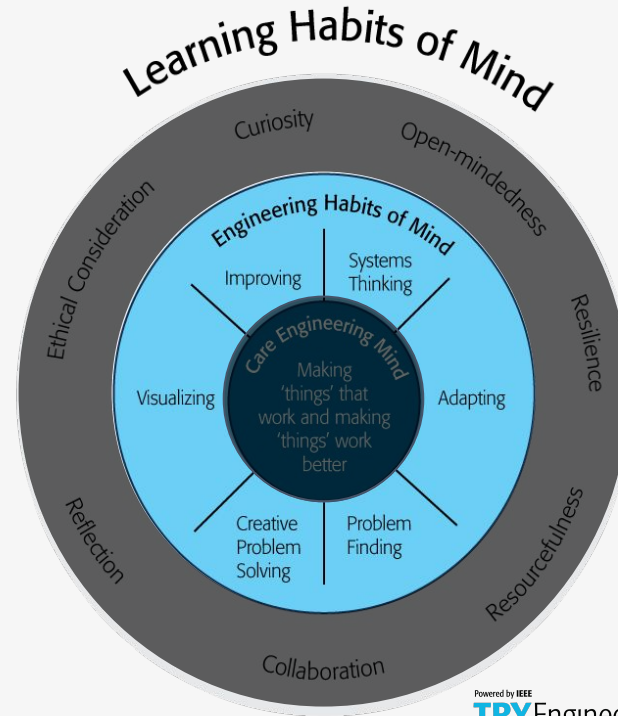 Learning Habits of Mind
Curiosity
Open-mindedness
Resilience
Resourcefulness
Collaboration
Reflection
Ethical Consideration
Engineering Habits of Mind
Improving
Systems
Thinking
Visualizing
Adapting
Creative
Problem
Solving
Problem
Finding
Care Engineering Mind
Making
'things' that
work and making
'things' work
better
Powered by IEEE
TRY